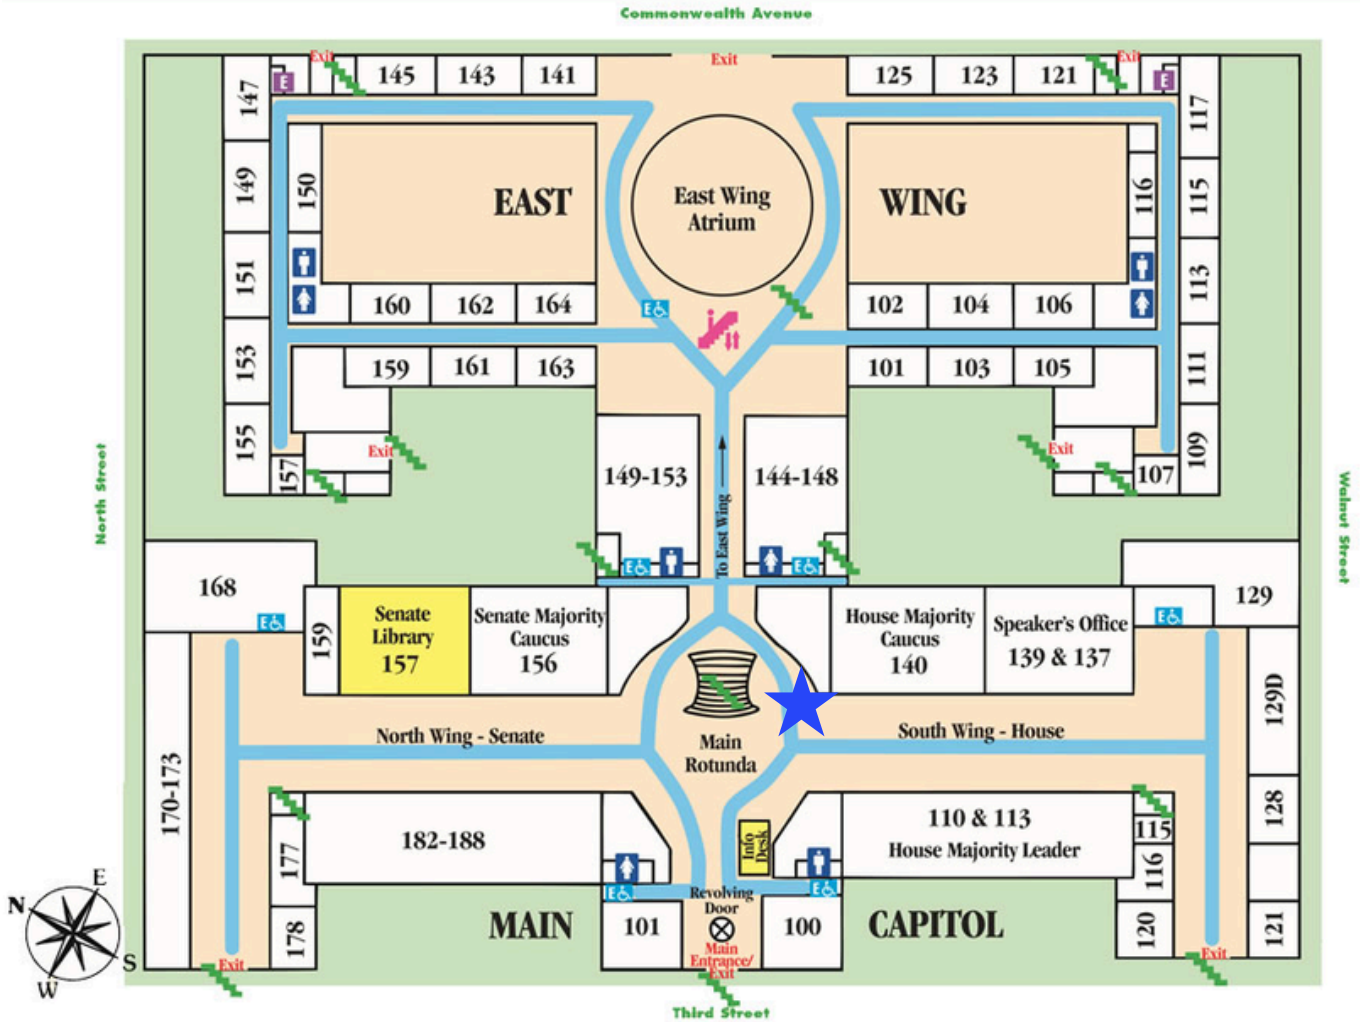 Commonwealth Avenue
Exit
Exit
Exit
E
145
143
141
125
123
121
E
147
117
149
150
EAST
East Wing
Atrium
WING
116
115
151
113
160
162
164
E
102
104
106
153
159
161
163
101
103
105
111
155
157
Exit
149-153
144-148
Exit
107
109
North Street
Walnut Street
To East Wing
E
E
168
E
159
Senate
Library
157
Senate Majority
Caucus
156
House Majority
Caucus
140
Speaker's Office
139 & 137
E
129
129D
North Wing - Senate
Main
Rotunda
South Wing - House
170-173
177
182-188
Info
Desk
110 & 113
House Majority Leader
115
116
128
E
Revolving
Door
E
178
MAIN
101
100
CAPITOL
120
121
N
E
S
W
Exit
Main
Entrance/
Exit
Exit
Third Street